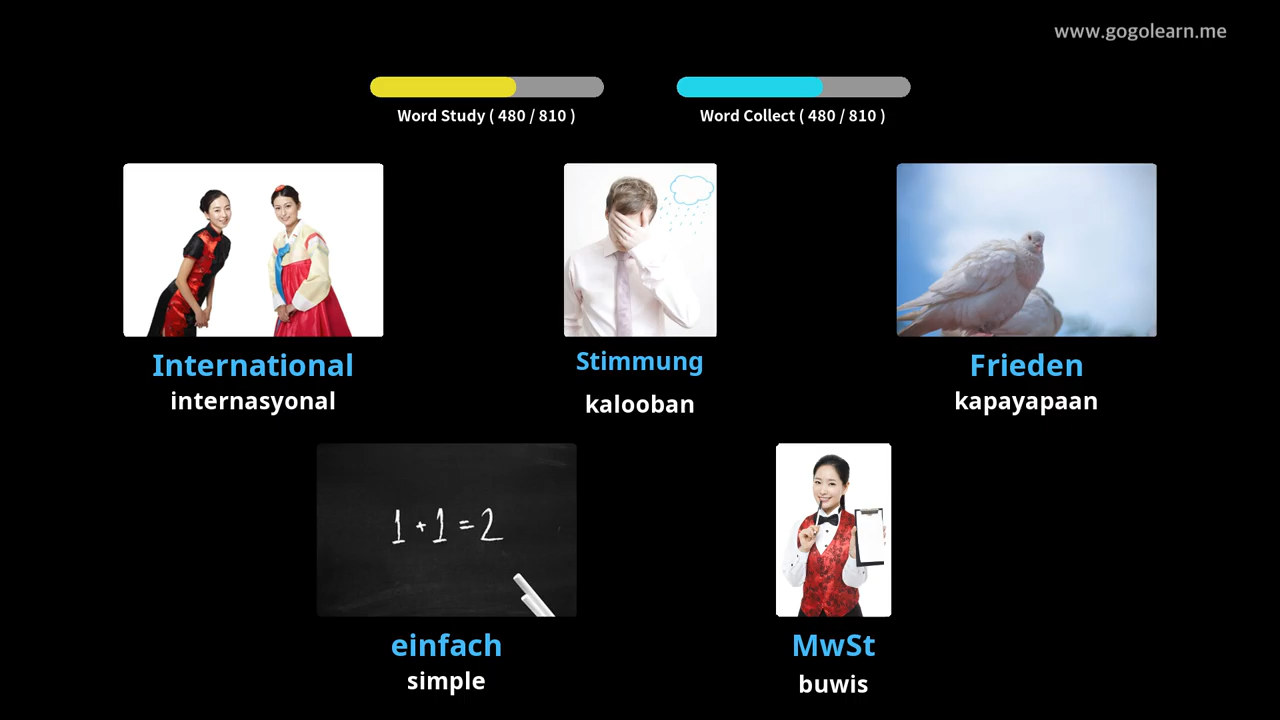 www.gogolearn.me
Word Study ( 480 / 810 )
Word Collect ( 480 / 810 )
International
internasyonal
Stimmung
kalooban
Frieden
kapayapaan
1 + 1 = 2
einfach
simple
MwSt
buwis